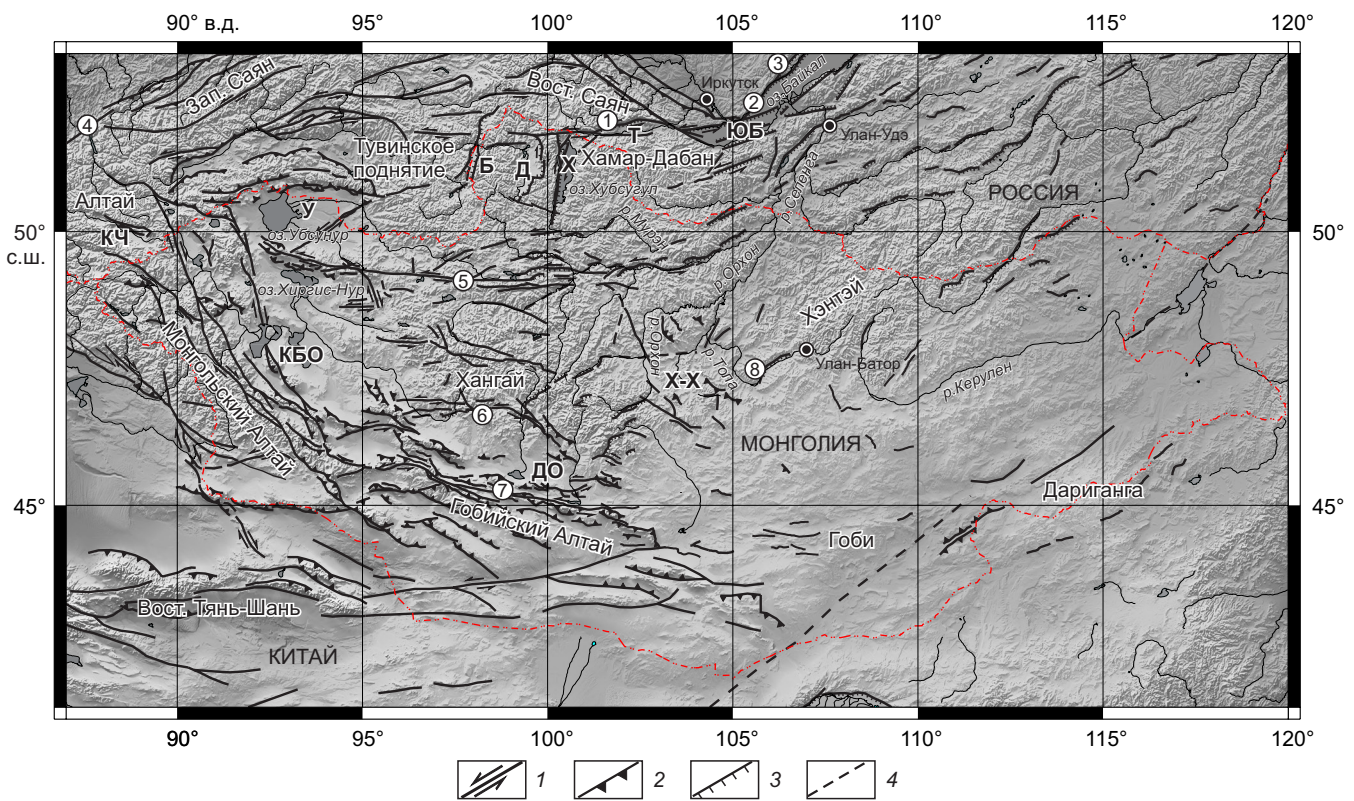 90° в.д.
95°
100°
105°
110°
115°
120°
Зап. Саян
Вост. Саян
3
Иркутск
оз.Байкал
2
4
1
Т
ЮБ
Улан-Удэ
Тувинское
поднятие
Б
Д
Х
Хамар-Дабан
оз.Хубсугул
р.Селенга
РОССИЯ
Алтай
У
р.Мурэн
КЧ
оз.Убсунур
50°
с.ш.
50°
р.Орхон
5
оз.Хиргис-Нур
Хэнтэй
Монгольский Алтай
КБО
р.Орхон
р.Тола
8
Улан-Батор
Хангай
Х-Х
р.Керулен
6
МОНГОЛИЯ
ДО
7
Дариганга
45°
45°
Гобийский Алтай
Гоби
Вост. Тянь-Шань
КИТАЙ
90°
95°
100°
105°
110°
115°
120°
1
2
3
4